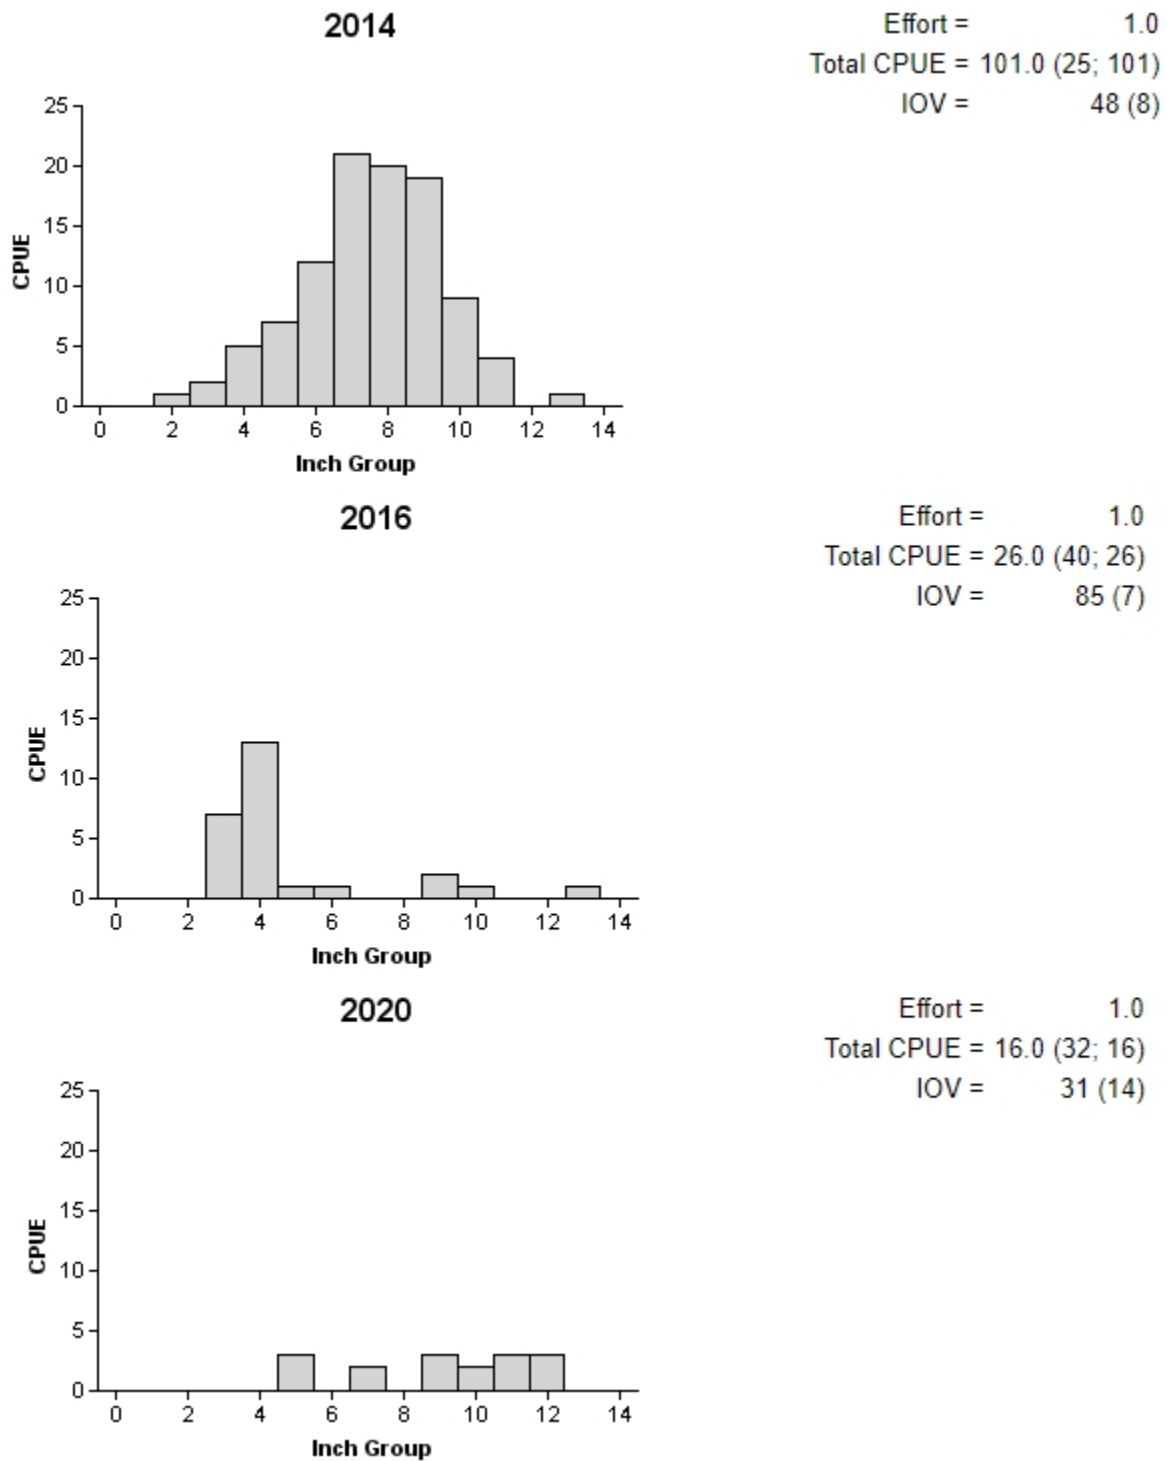 2014
Effort = 1.0
Total CPUE = 101.0 (25; 101)
IOV = 48 (8)
25
20
15
10
5
0
CPUE
0 2 4 6 8 10 12 14
Inch Group
2016
Effort = 1.0
Total CPUE = 26.0 (40; 26)
IOV = 85 (7)
25
20
15
10
5
0
CPUE
0 2 4 6 8 10 12 14
Inch Group
2020
Effort = 1.0
Total CPUE = 16.0 (32; 16)
IOV = 31 (14)
25
20
15
10
5
0
CPUE
0 2 4 6 8 10 12 14
Inch Group